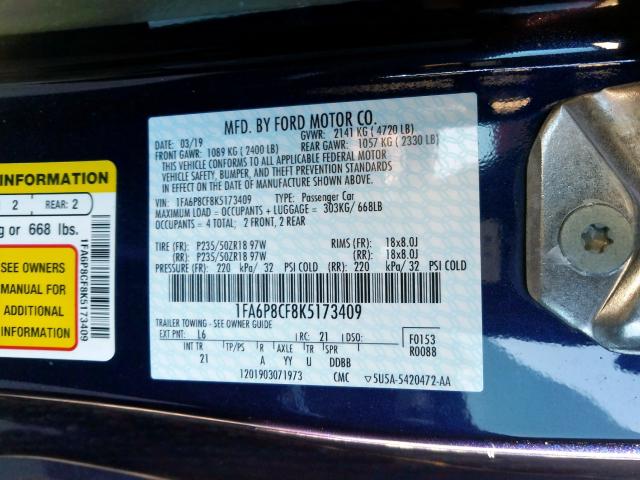 MFD. BY FORD MOTOR CO.
DATE: 03/19 GVWR: 2141 KG ( 4720 LB)
FRONT GAWR: 1089 KG ( 2400 LB) REAR GAWR: 1057 KG ( 2330 LB)
THIS VEHICLE CONFORMS TO ALL APPLICABLE FEDERAL MOTOR
VEHICLE SAFETY, BUMPER, AND THEFT PREVENTION STANDARDS
IN EFFECT ON THE DATE OF MANUFACTURE SHOWN ABOVE.
VIN: 1FA6P8CF8K5173409 TYPE: Passenger Car
MAXIMUM LOAD = OCCUPANTS + LUGGAGE = 303KG/ 668LB
OCCUPANTS = 4 TOTAL; 2 FRONT, 2 REAR
TIRE (FR): P235/50ZR18 97W RIMS (FR): 18x8.0J
(RR): P235/50ZR18 97W (RR): 18x8.0J
PRESSURE (FR): 220 kPa/ 32 PSI COLD (RR): 220 kPa/ 32 PSI COLD
1FA6P8CF8K5173409
TRAILER TOWING - SEE OWNER GUIDE
EXT PNT: L6 RC: 21 DSO: F0153
INT TR TP/PS R AXLE TR SPR R0088
21 A YY U DDBB
1201903071973 CMC 5U5A-5420472-AA
INFORMATION
2 REAR: 2
g or 668 lbs.
SEE OWNERS
MANUAL FOR
ADDITIONAL
INFORMATION
1FA6P8CF8K5173409